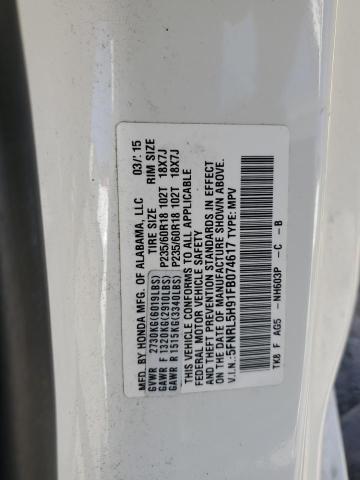 MFD. BY HONDA MFG. OF ALABAMA, LLC 03/'15
TIRE SIZE RIM SIZE
GVWR 2730KG(6019LBS)
GAWR F 1320KG(2910LBS) P235/60R18 102T 18X7J
GAWR R 1515KG(3340LBS) P235/60R18 102T 18X7J
THIS VEHICLE CONFORMS TO ALL APPLICABLE
FEDERAL MOTOR VEHICLE SAFETY
AND THEFT PREVENTION STANDARDS IN EFFECT
ON THE DATE OF MANUFACTURE SHOWN ABOVE.
V.I.N.:5FNRL5H91FB074617 TYPE: MPV
TK8 F AG5 -NH603P -C -B